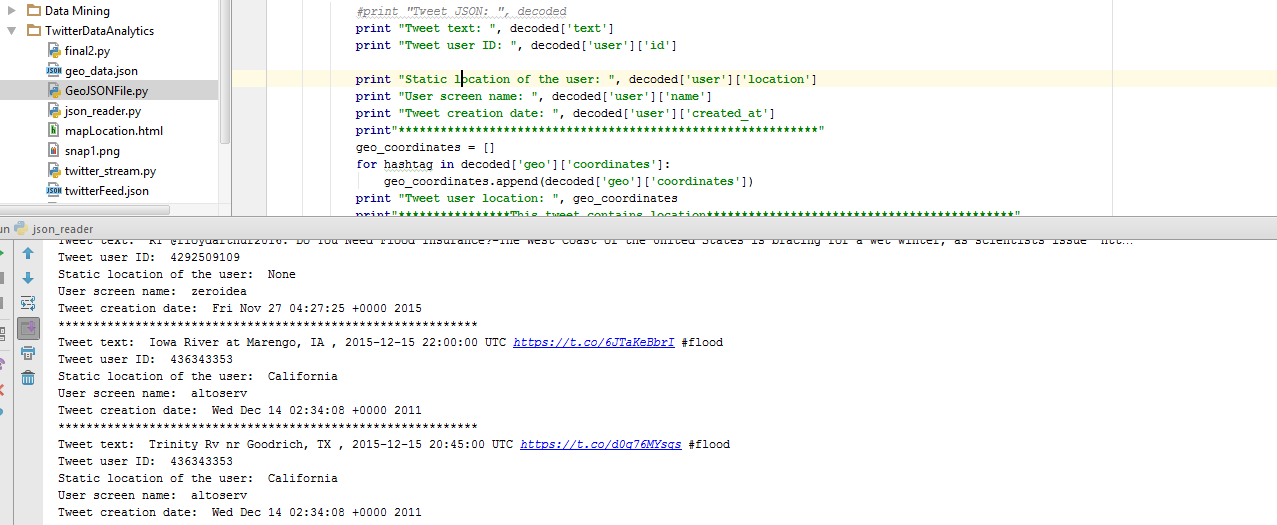 Data Mining
TwitterDataAnalytics
final2.py
geo_data.json
GeoJSONFile.py
json_reader.py
mapLocation.html
snap1.png
twitter_stream.py
twitterFeed.json
#print "Tweet JSON: ", decoded
print "Tweet text: ", decoded['text']
print "Tweet user ID: ", decoded['user']['id']
print "Static location of the user: ", decoded['user']['location']
print "User screen name: ", decoded['user']['name']
print "Tweet creation date: ", decoded['user']['created_at']
print"************************************************************"
geo_coordinates = []
for hashtag in decoded['geo']['coordinates']:
geo_coordinates.append(decoded['geo']['coordinates'])
print "Tweet user location: ", geo_coordinates
print"****************This tweet contains location********************************************"
un json_reader
Tweet text: RT @floydarthur2016: Do You Need Flood Insurance?-The West Coast of the United States is bracing for a wet winter, as scientists issue htt…
Tweet user ID: 4292509109
Static location of the user: None
User screen name: zeroidea
Tweet creation date: Fri Nov 27 04:27:25 +0000 2015
************************************************************
Tweet text: Iowa River at Marengo, IA , 2015-12-15 22:00:00 UTC https://t.co/6JTaKeBbrI #flood
Tweet user ID: 436343353
Static location of the user: California
User screen name: altoserv
Tweet creation date: Wed Dec 14 02:34:08 +0000 2011
************************************************************
Tweet text: Trinity Rv nr Goodrich, TX , 2015-12-15 20:45:00 UTC https://t.co/d0q76MYsqs #flood
Tweet user ID: 436343353
Static location of the user: California
User screen name: altoserv
Tweet creation date: Wed Dec 14 02:34:08 +0000 2011